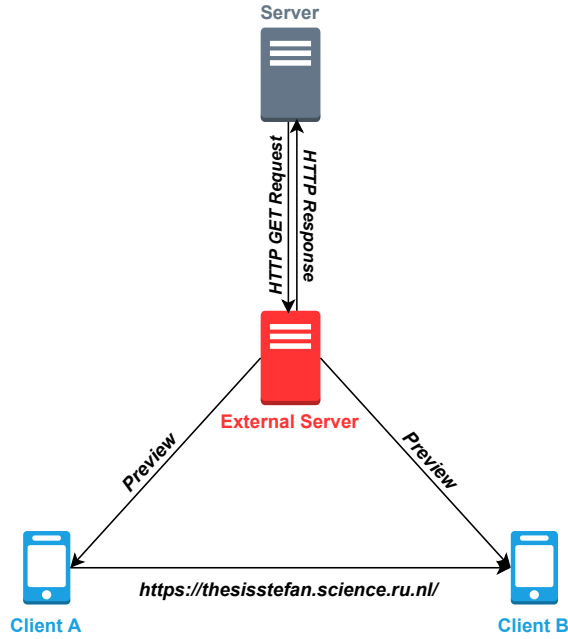 Server
HTTP GET Request
HTTP Response
External Server
Preview
Preview
https://thesisstefan.science.ru.nl/
Client A
Client B